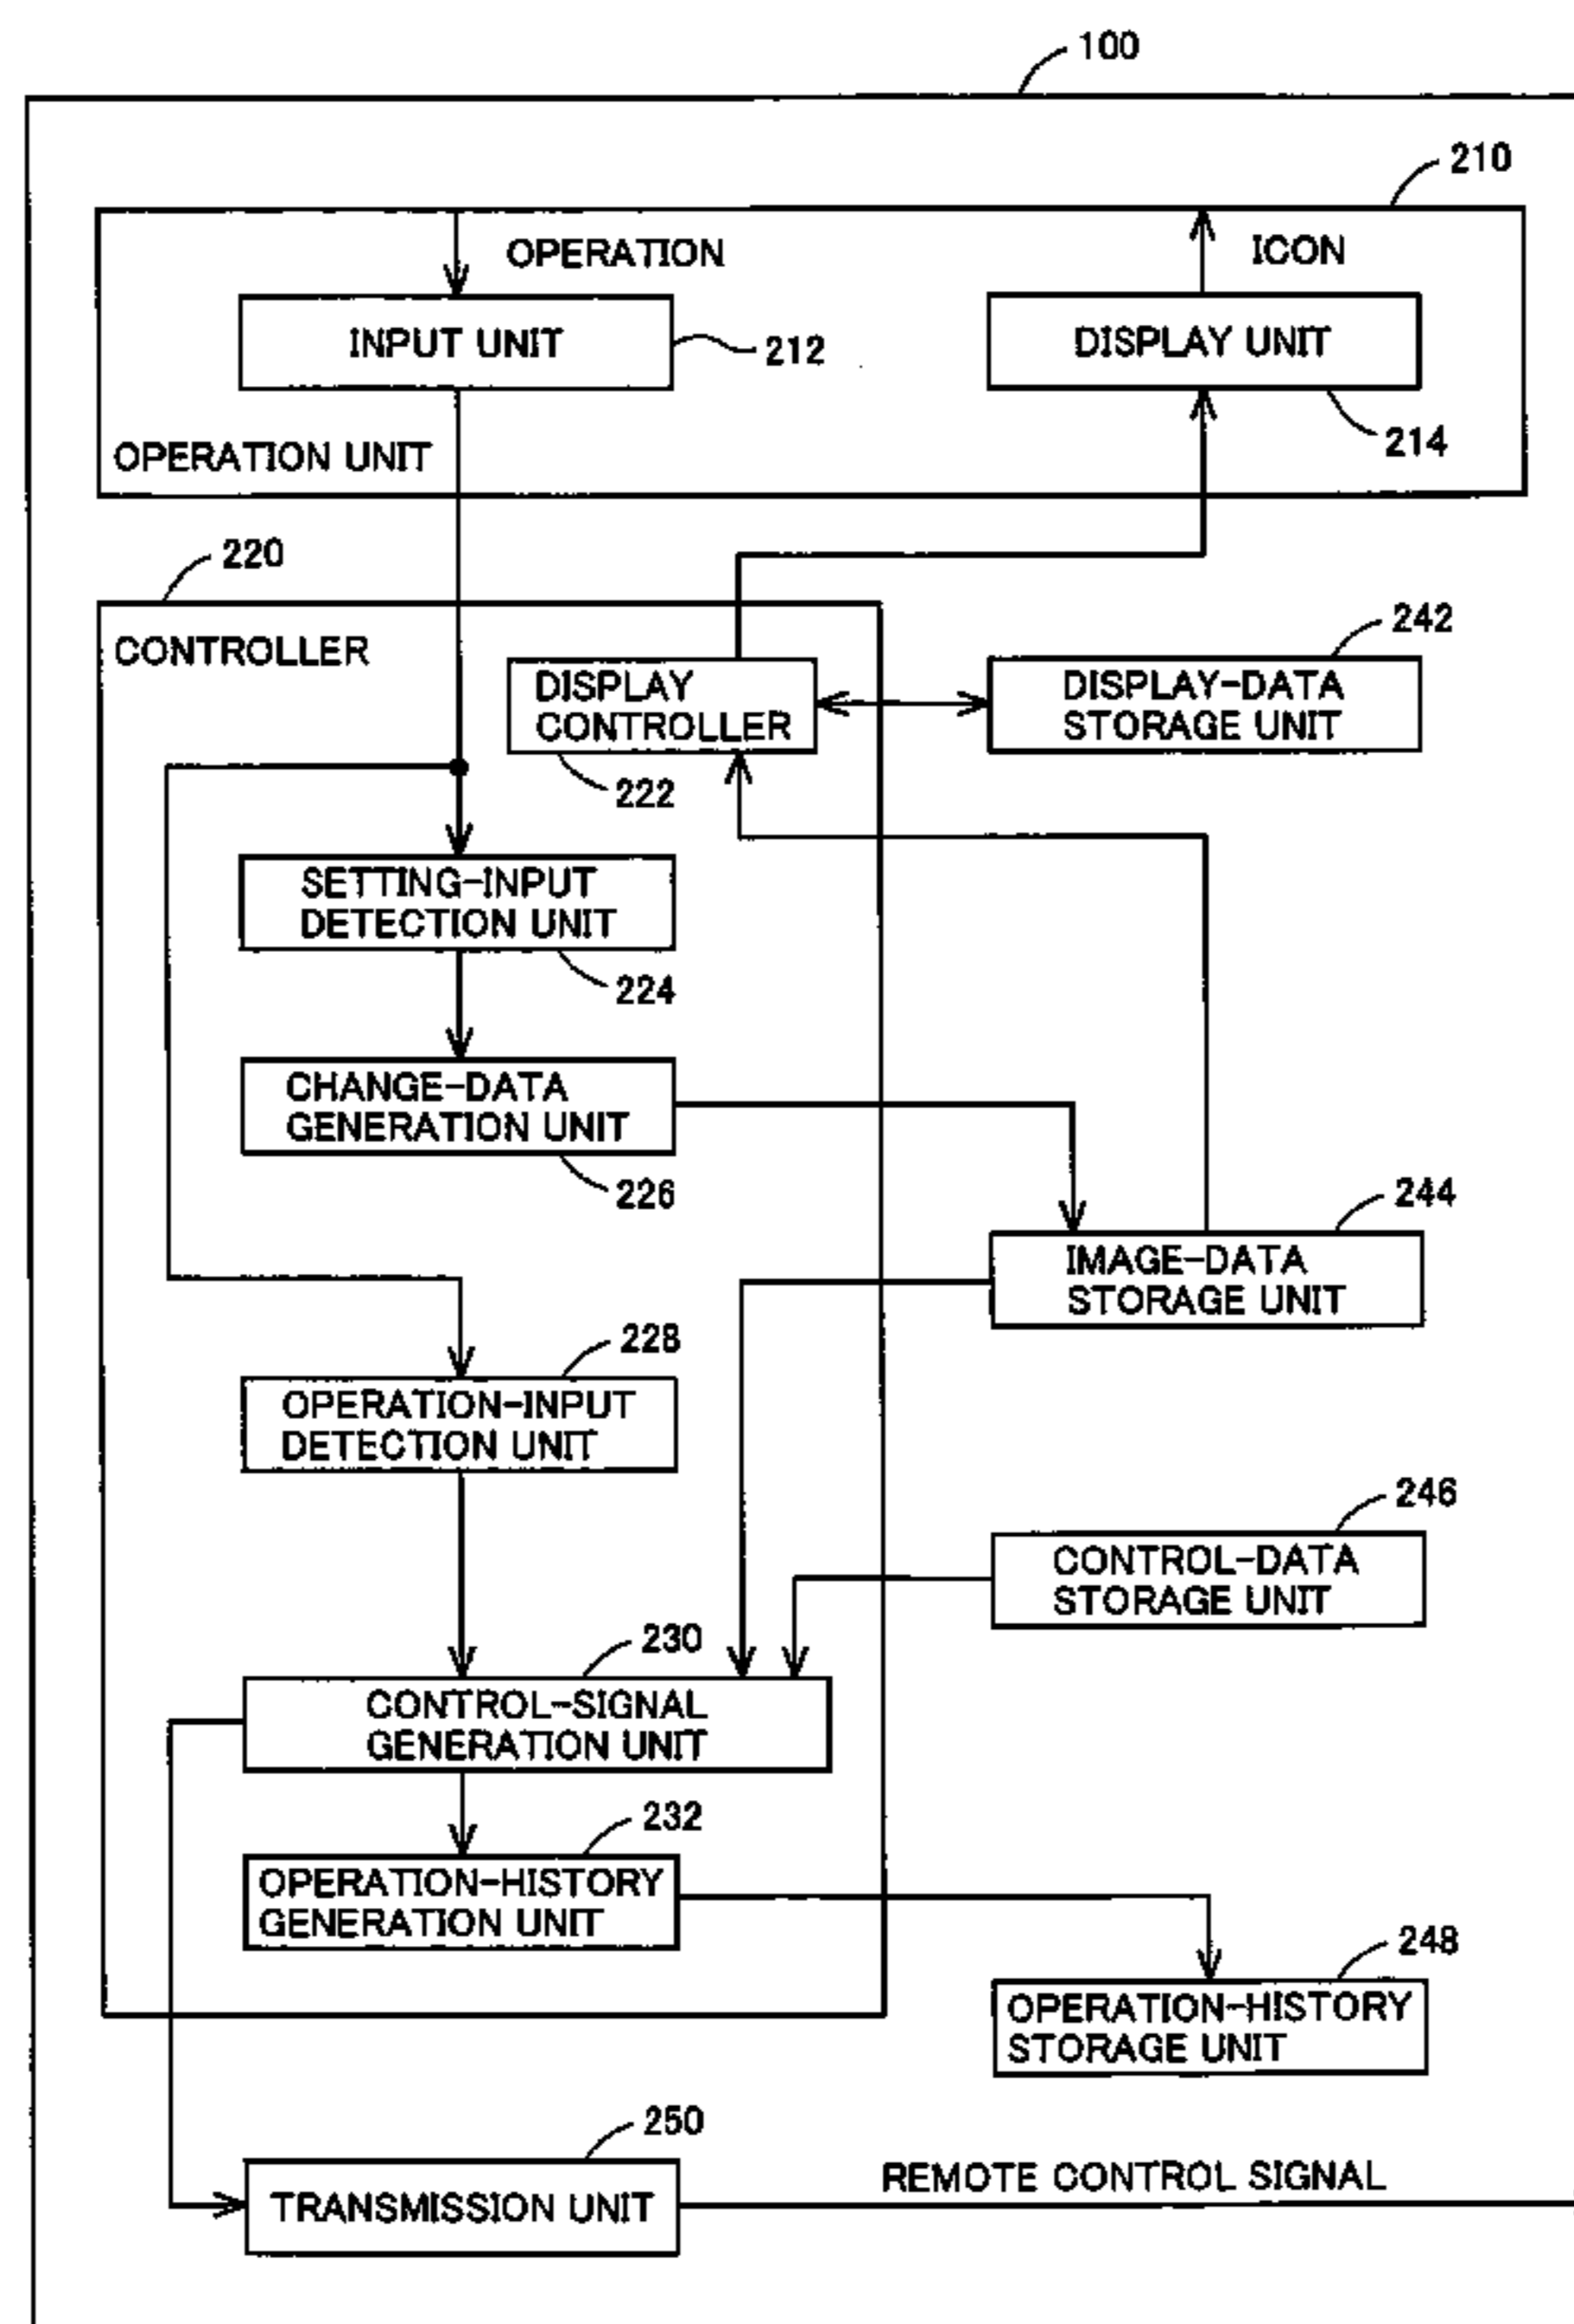 100
210
OPERATION
ICON
INPUT UNIT
212
DISPLAY UNIT
214
OPERATION UNIT
220
CONTROLLER
DISPLAY
CONTROLLER
222
242
DISPLAY-DATA
STORAGE UNIT
SETTING-INPUT
DETECTION UNIT
224
CHANGE-DATA
GENERATION UNIT
226
244
IMAGE-DATA
STORAGE UNIT
228
OPERATION-INPUT
DETECTION UNIT
246
CONTROL-DATA
STORAGE UNIT
230
CONTROL-SIGNAL
GENERATION UNIT
232
OPERATION-HISTORY
GENERATION UNIT
248
OPERATION-HISTORY
STORAGE UNIT
250
TRANSMISSION UNIT
REMOTE CONTROL SIGNAL